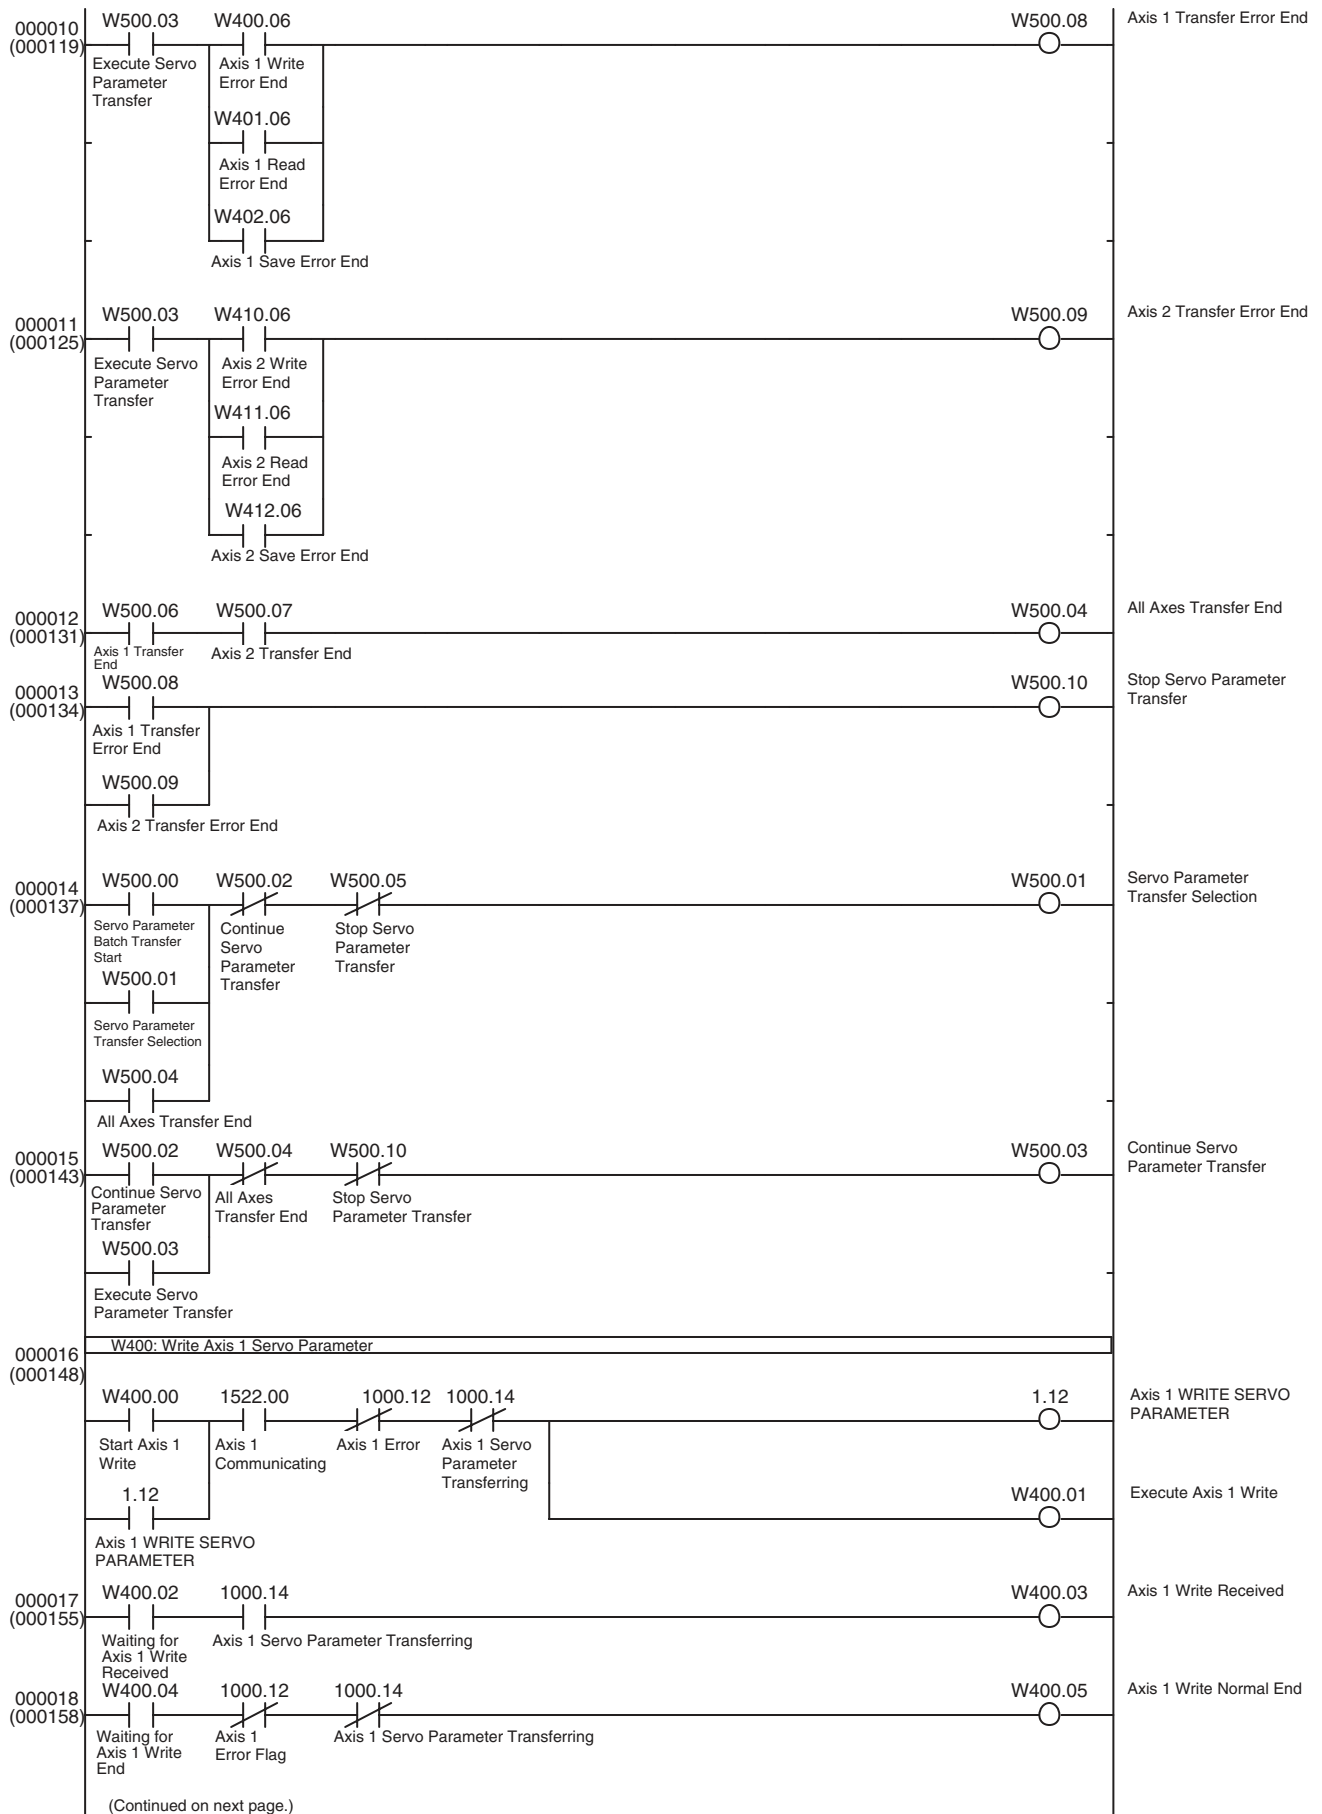 000010
(000119)
W500.03 W400.06 W500.08 Axis 1 Transfer Error End
Execute Servo
Parameter
Transfer
Axis 1 Write
Error End
W401.06
Axis 1 Read
Error End
W402.06
Axis 1 Save Error End
000011
(000125)
W500.03 W410.06 W500.09 Axis 2 Transfer Error End
Execute Servo
Parameter
Transfer
Axis 2 Write
Error End
W411.06
Axis 2 Read
Error End
W412.06
Axis 2 Save Error End
000012
(000131)
W500.06 W500.07 W500.04 All Axes Transfer End
Axis 1 Transfer
End
Axis 2 Transfer End
000013
(000134)
W500.08 W500.10 Stop Servo Parameter
Transfer
Axis 1 Transfer
Error End
W500.09
Axis 2 Transfer Error End
000014
(000137)
W500.00 W500.02 W500.05 W500.01 Servo Parameter
Transfer Selection
Servo Parameter
Batch Transfer
Start
Continue
Servo
Parameter
Transfer
Stop Servo
Parameter
Transfer
W500.01
Servo Parameter
Transfer Selection
W500.04
All Axes Transfer End
000015
(000143)
W500.02 W500.04 W500.10 W500.03 Continue Servo
Parameter Transfer
Continue Servo
Parameter
Transfer
All Axes
Transfer End
Stop Servo
Parameter Transfer
W500.03
Execute Servo
Parameter Transfer
000016
(000148)
W400: Write Axis 1 Servo Parameter
W400.00 1522.00 1000.12 1000.14 1.12 Axis 1 WRITE SERVO
PARAMETER
Start Axis 1
Write
Axis 1
Communicating
Axis 1 Error
Axis 1 Servo
Parameter
Transferring
1.12 W400.01 Execute Axis 1 Write
Axis 1 WRITE SERVO
PARAMETER
000017
(000155)
W400.02 1000.14 W400.03 Axis 1 Write Received
Waiting for
Axis 1 Write
Received
Axis 1 Servo Parameter Transferring
000018
(000158)
W400.04 1000.12 1000.14 W400.05 Axis 1 Write Normal End
Waiting for
Axis 1 Write
End
Axis 1
Error Flag
Axis 1 Servo Parameter Transferring
(Continued on next page.)